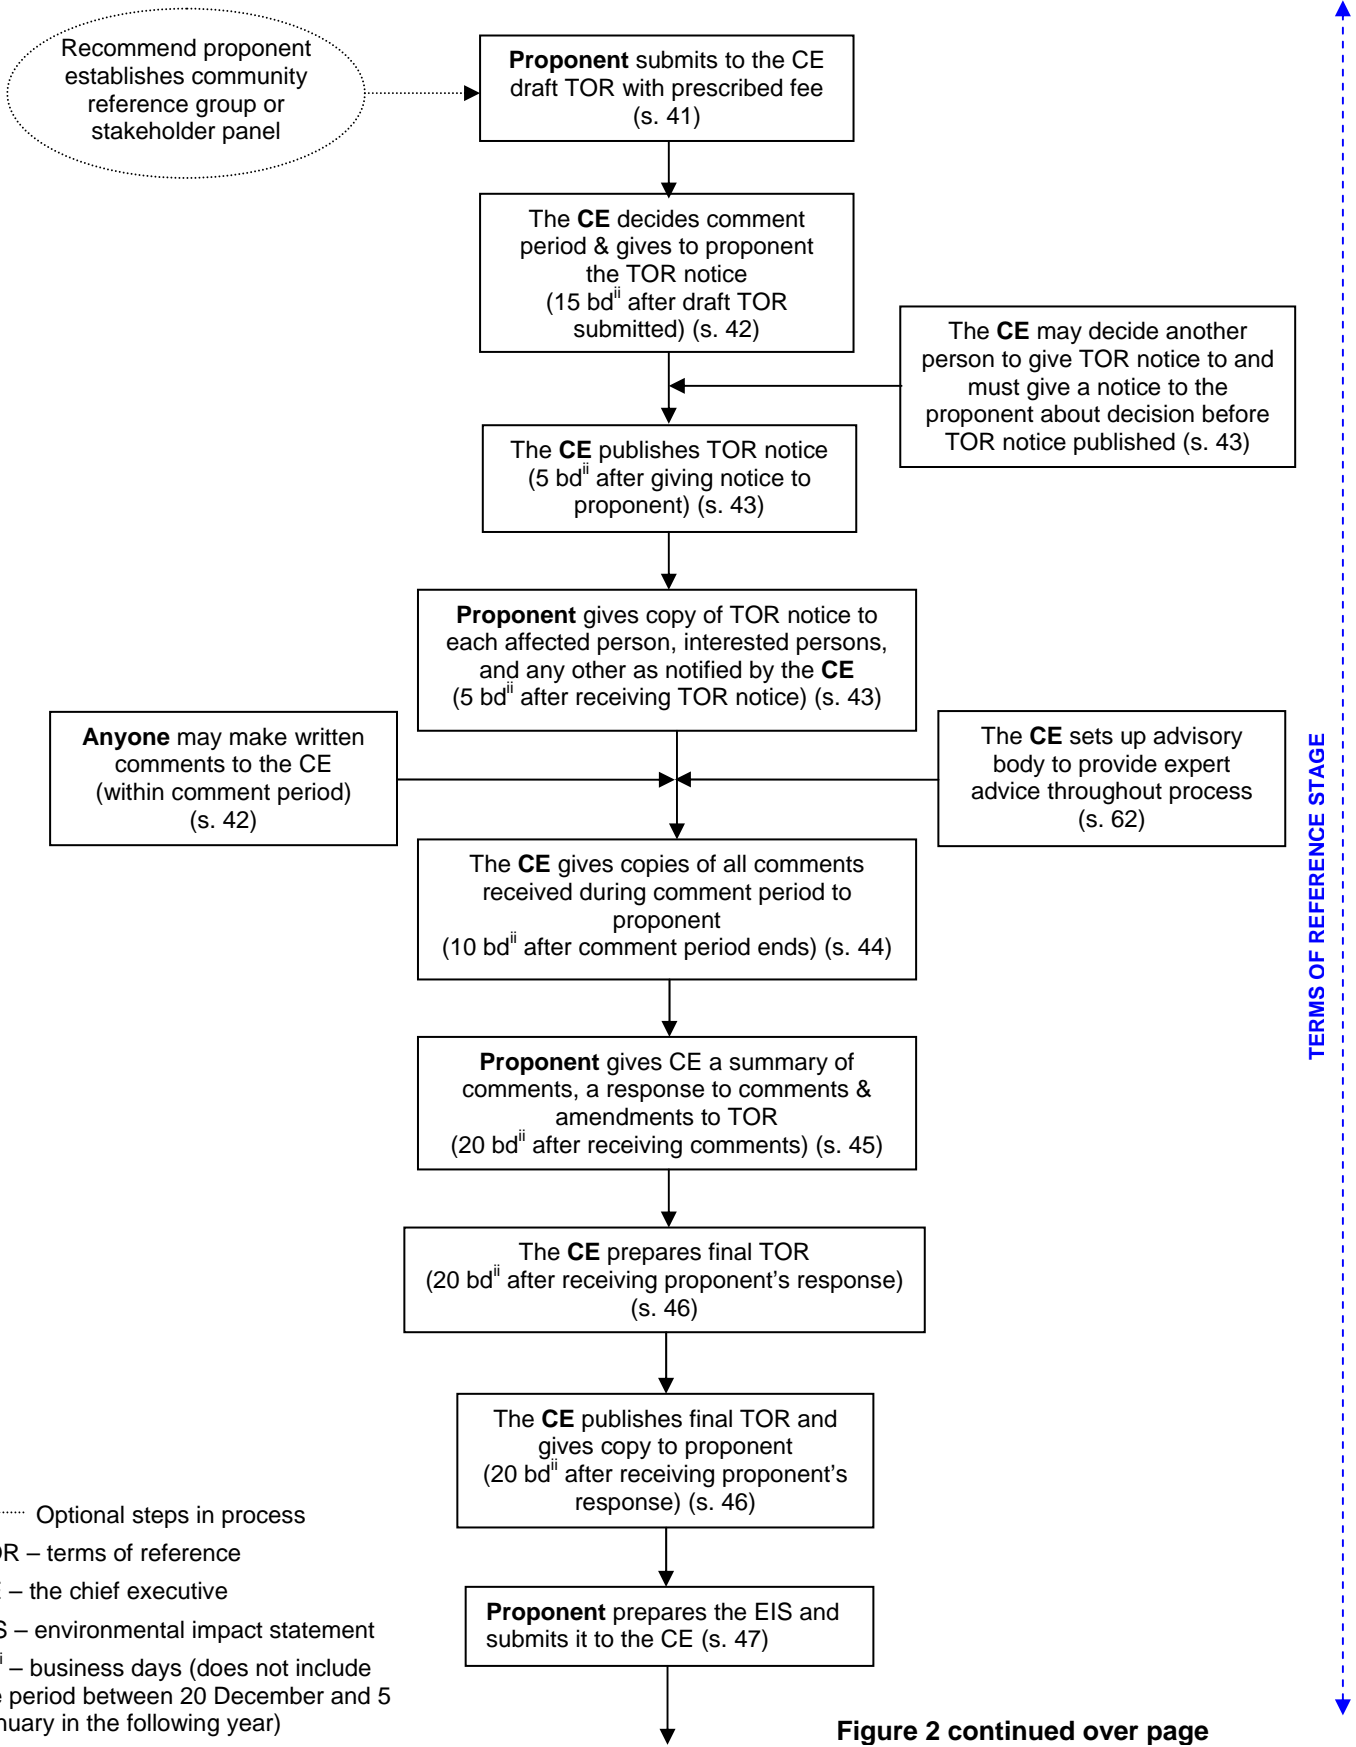 Recommend proponent
establishes community
reference group or
stakeholder panel
Proponent submits to the CE
draft TOR with prescribed fee
(s. 41)
The CE decides comment
period & gives to proponent
the TOR notice
(15 bdii after draft TOR
submitted) (s. 42)
The CE may decide another
person to give TOR notice to and
must give a notice to the
proponent about decision before
TOR notice published (s. 43)
The CE publishes TOR notice
(5 bdii after giving notice to
proponent) (s. 43)
Proponent gives copy of TOR notice to
each affected person, interested persons,
and any other as notified by the CE
(5 bdii after receiving TOR notice) (s. 43)
Anyone may make written
comments to the CE
(within comment period)
(s. 42)
The CE sets up advisory
body to provide expert
advice throughout process
(s. 62)
The CE gives copies of all comments
received during comment period to
proponent
(10 bdii after comment period ends) (s. 44)
Proponent gives CE a summary of
comments, a response to comments &
amendments to TOR
(20 bdii after receiving comments) (s. 45)
The CE prepares final TOR
(20 bdii after receiving proponent’s response)
(s. 46)
The CE publishes final TOR and
gives copy to proponent
(20 bdii after receiving proponent’s
response) (s. 46)
Proponent prepares the EIS and
submits it to the CE (s. 47)
TERMS OF REFERENCE STAGE
Optional steps in process
OR – terms of reference
E – the chief executive
S – environmental impact statement
i – business days (does not include
e period between 20 December and 5
nuary in the following year)
Figure 2 continued over page